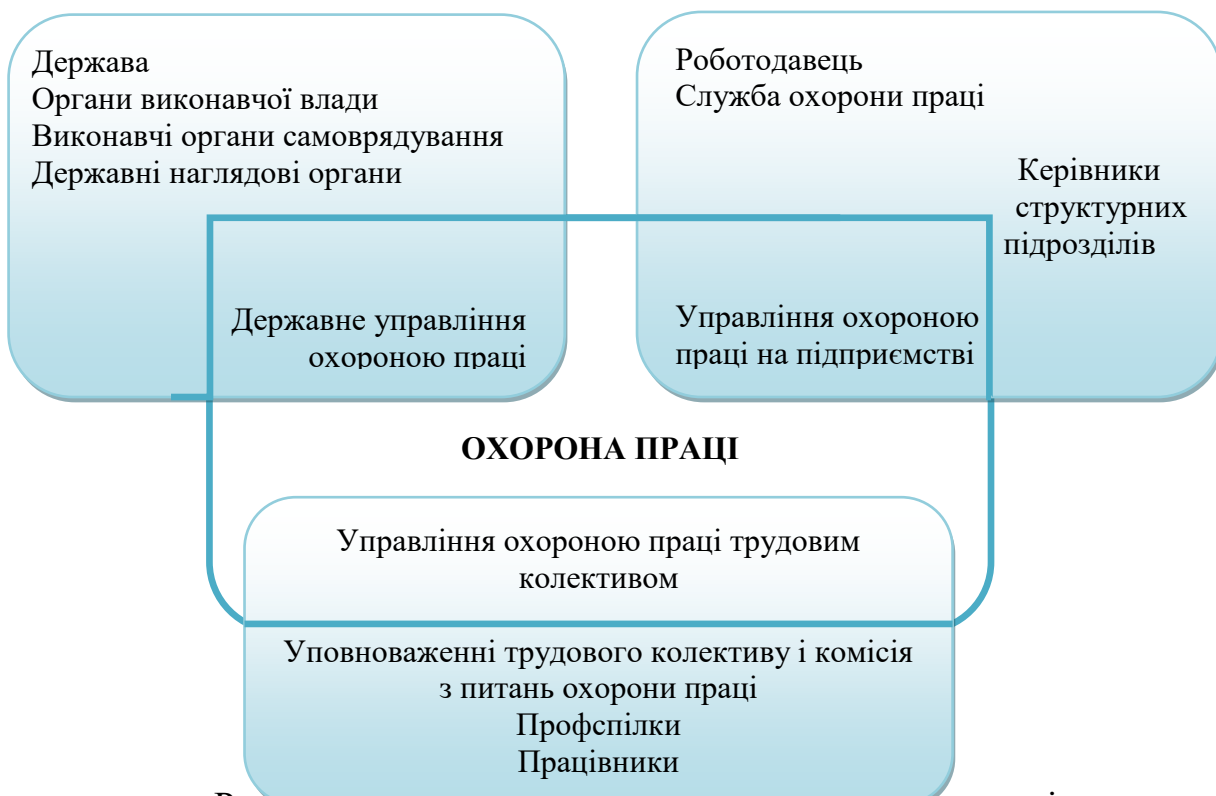 Держава
Органи виконавчої влади
Виконавчі органи самоврядування
Державні наглядові органи
Державне управління
охороною праці
Роботодавець
Служба охорони праці
Керівники
структурних
підрозділів
Управління охороною
праці на підприємстві
ОХОРОНА ПРАЦІ
Управління охороною праці трудовим
колективом
Уповноваженні трудового колективу і комісія
з питань охорони праці
Профспілки
Працівники